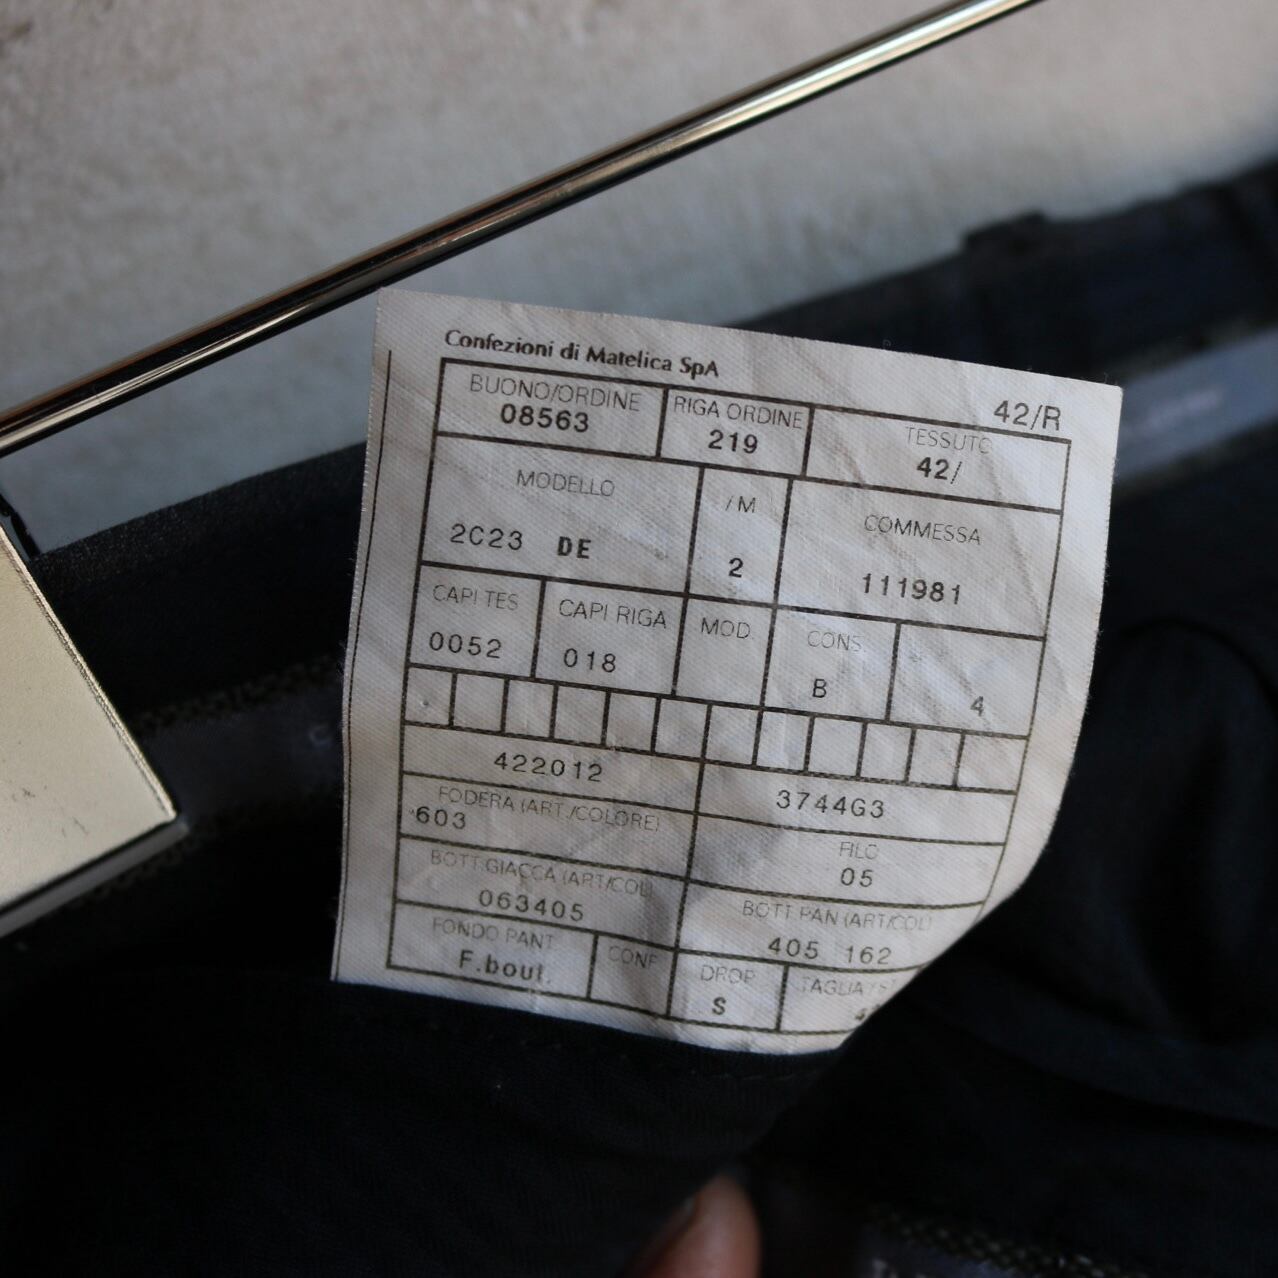 Confezioni di Matelica SpA
42/R
BUONO/ORDINE RIGA ORDINE TESSUTO
08563 219 42/
MODELLO /M COMMESSA
2C23 DE 2 111981
CAPI TES CAPI RIGA MOD CONS
0052 018 B 4
422012 3744G3
FODERA (ART./COLORE) FILO
603 05
BOTT.GIACCA (ART/COL) BOTT.PAN (ART/COL)
063405 405 162
FONDO PANT. CONF DROP TAGLIA
F.bout. S